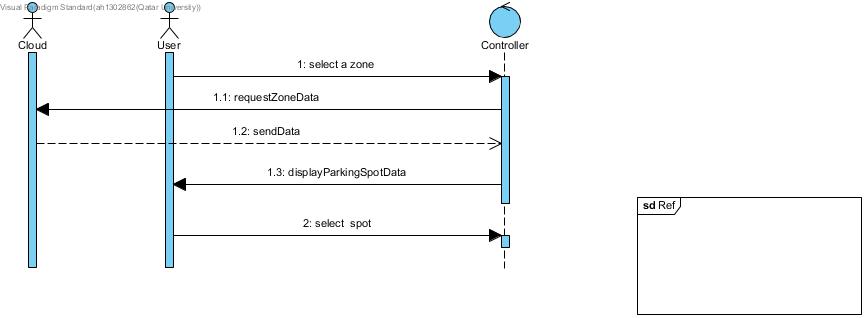 Visual Paradigm Standard(ah1302862(Qatar University))
Cloud
User
Controller
1: select a zone
1.1: requestZoneData
1.2: sendData
1.3: displayParkingSpotData
2: select spot
sd Ref